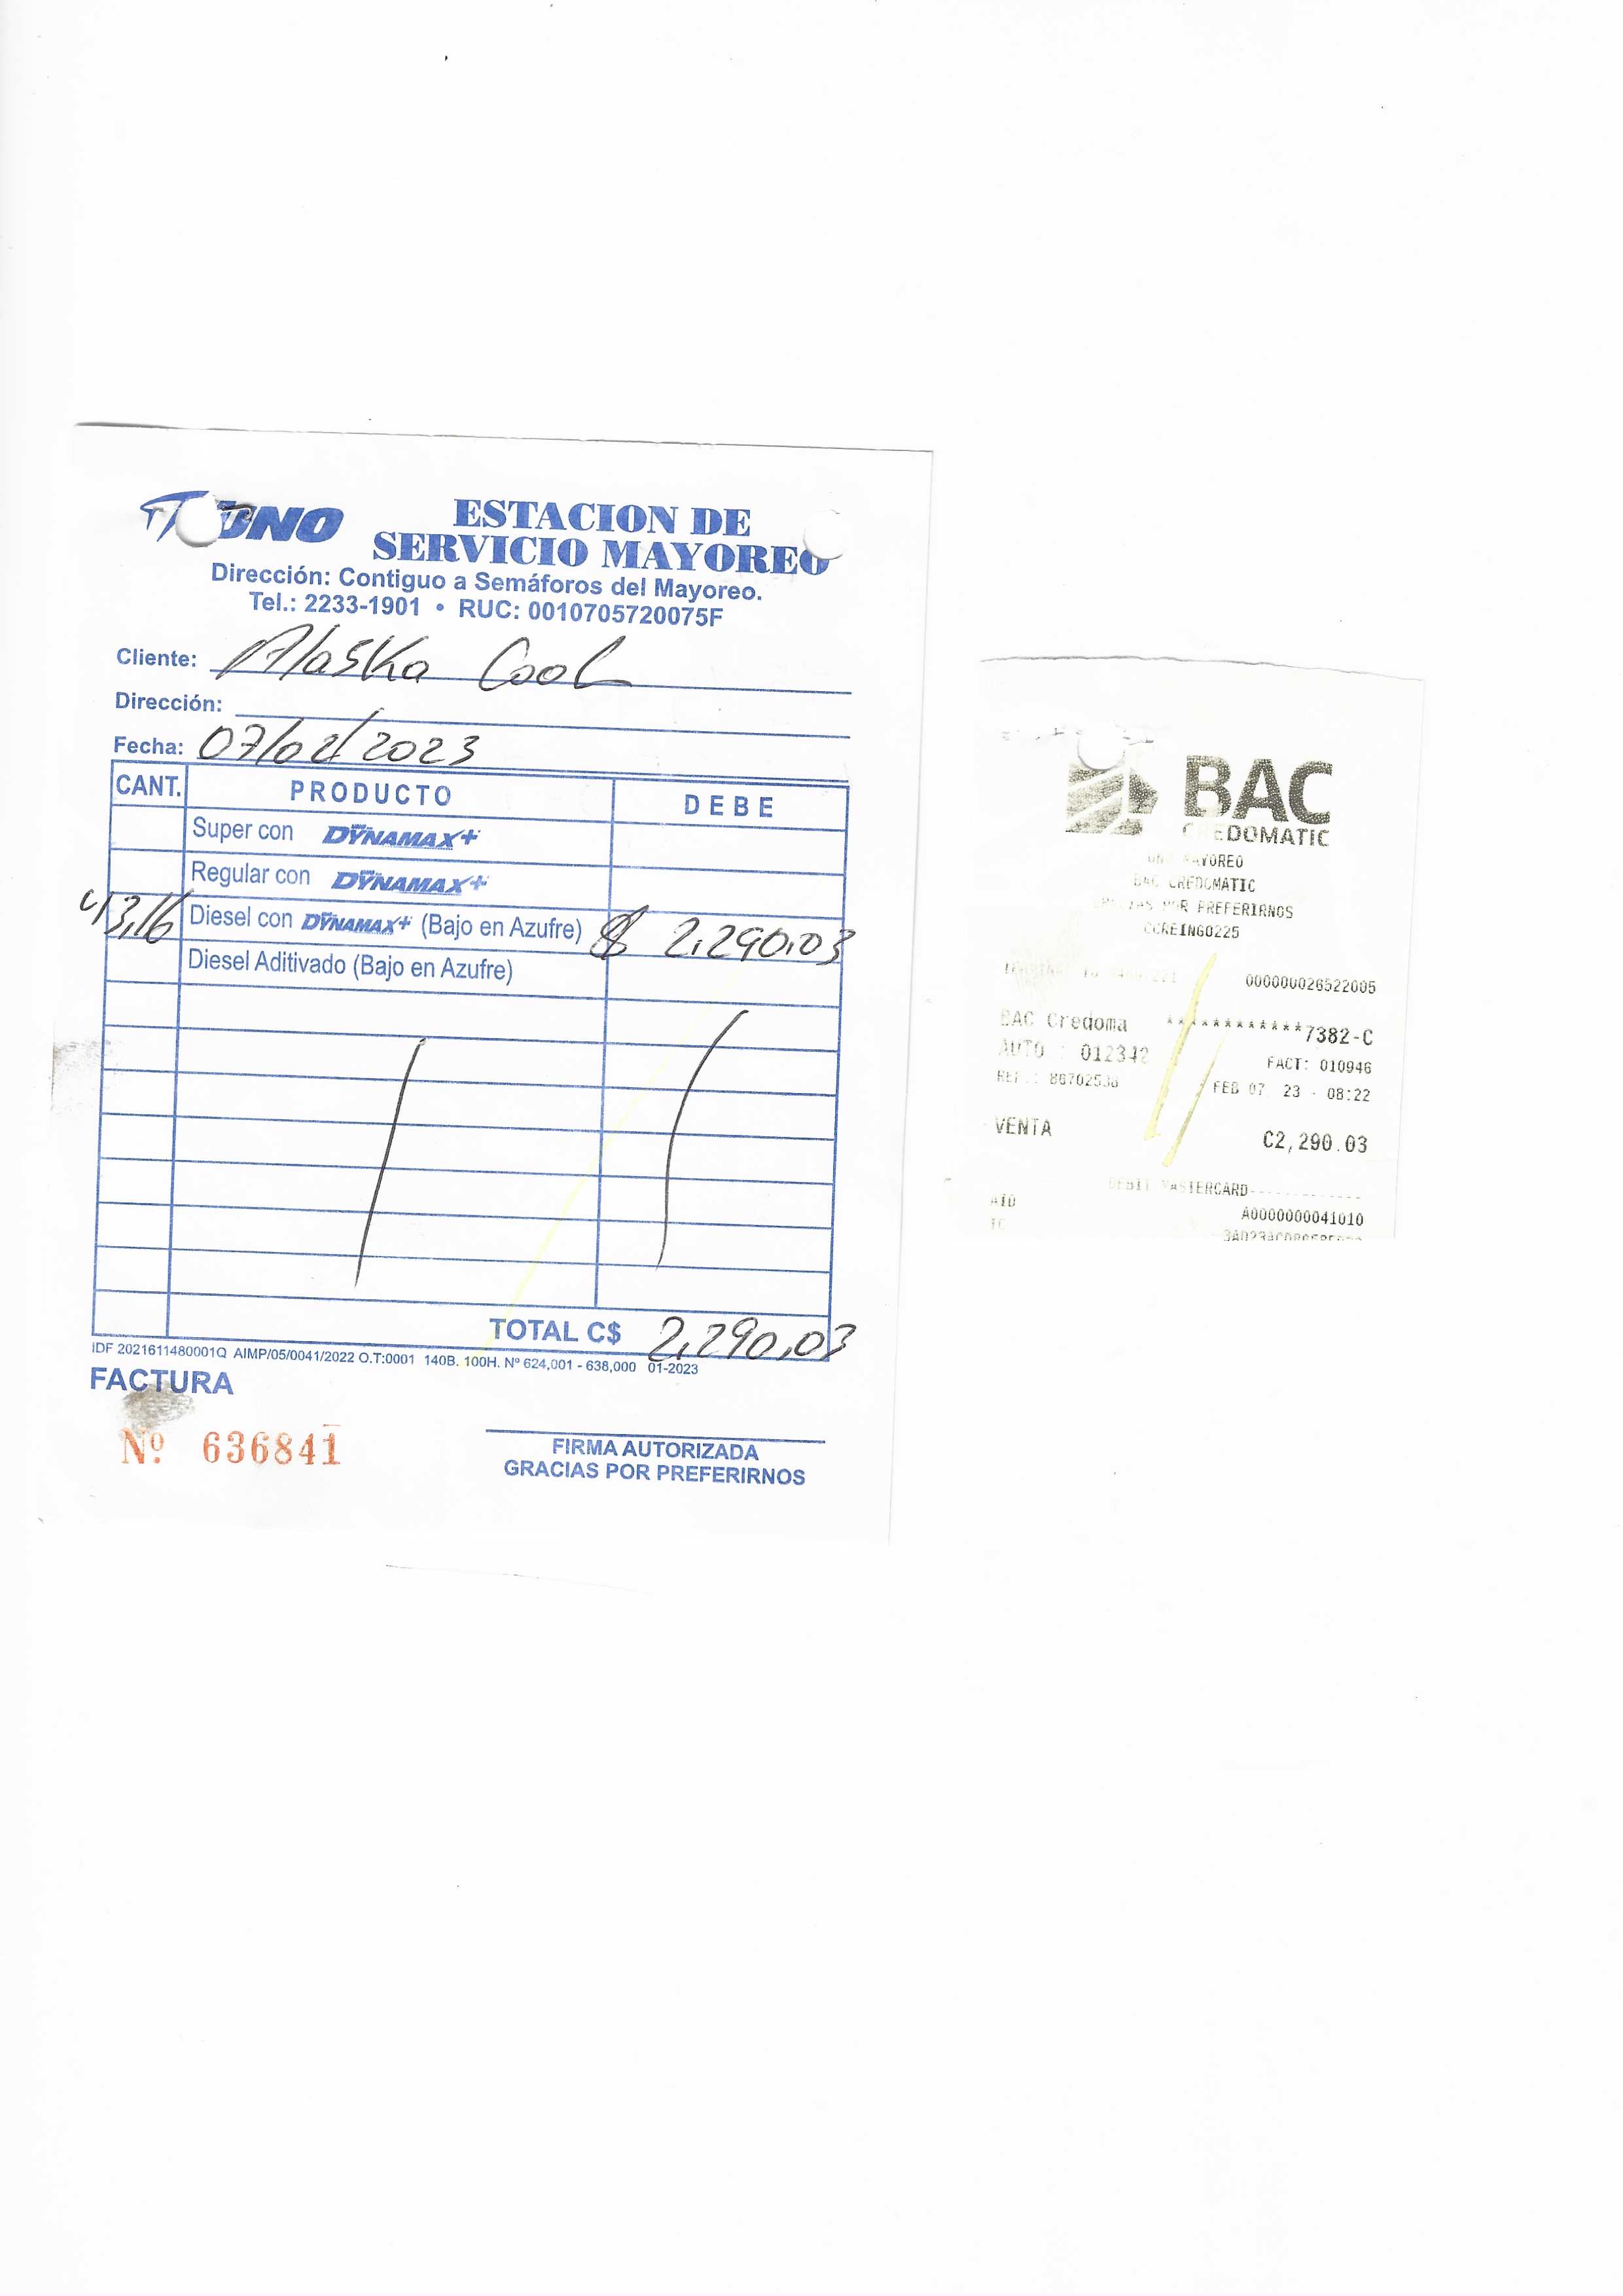 UNO
ESTACION DE
SERVICIO MAYOREO
Dirección: Contiguo a Semáforos del Mayoreo.
Tel.: 2233-1901 • RUC: 0010705720075F
Cliente: Alaska Cool
Dirección:
Fecha: 07/02/2023
CANT. PRODUCTO DEBE
Super con DYNAMAX+
Regular con DYNAMAX+
43,16 Diesel con DYNAMAX+ (Bajo en Azufre) $ 2,290.03
Diesel Aditivado (Bajo en Azufre)
TOTAL C$ 2,290.03
IDF 2021611480001Q AIMP/05/0041/2022 O.T:0001 140B. 100H. Nº 624,001 - 638,000 01-2023
FACTURA
Nº 636841
FIRMA AUTORIZADA
GRACIAS POR PREFERIRNOS
BAC
CREDOMATIC
UNO MAYOREO
BAC CREDOMATIC
GRACIAS POR PREFERIRNOS
CCREING0225
000000026522005
BAC Credoma ************7382-C
AUTO : 012342 FACT: 010946
REF.: FEB 07 23 - 08:22
VENTA C2,290.03
DEBIT MASTERCARD-------------
AID A0000000041010
TC